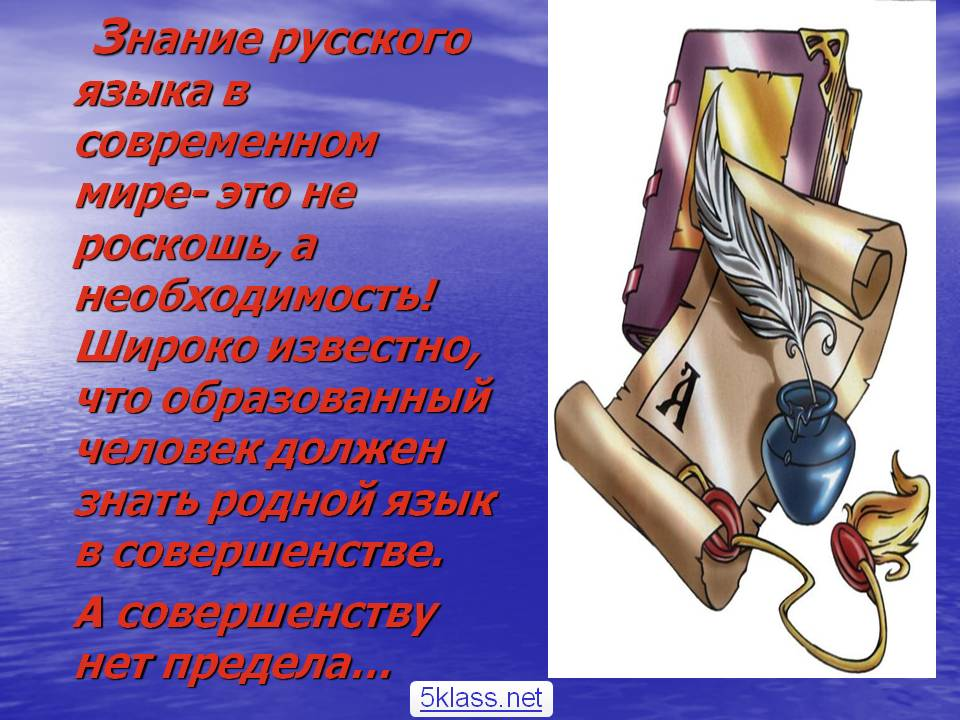 Знание русского
языка в
современном
мире- это не
роскошь, а
необходимость!
Широко известно,
что образованный
человек должен
знать родной язык
в совершенстве.
А совершенству
нет предела...
А
5klass.net